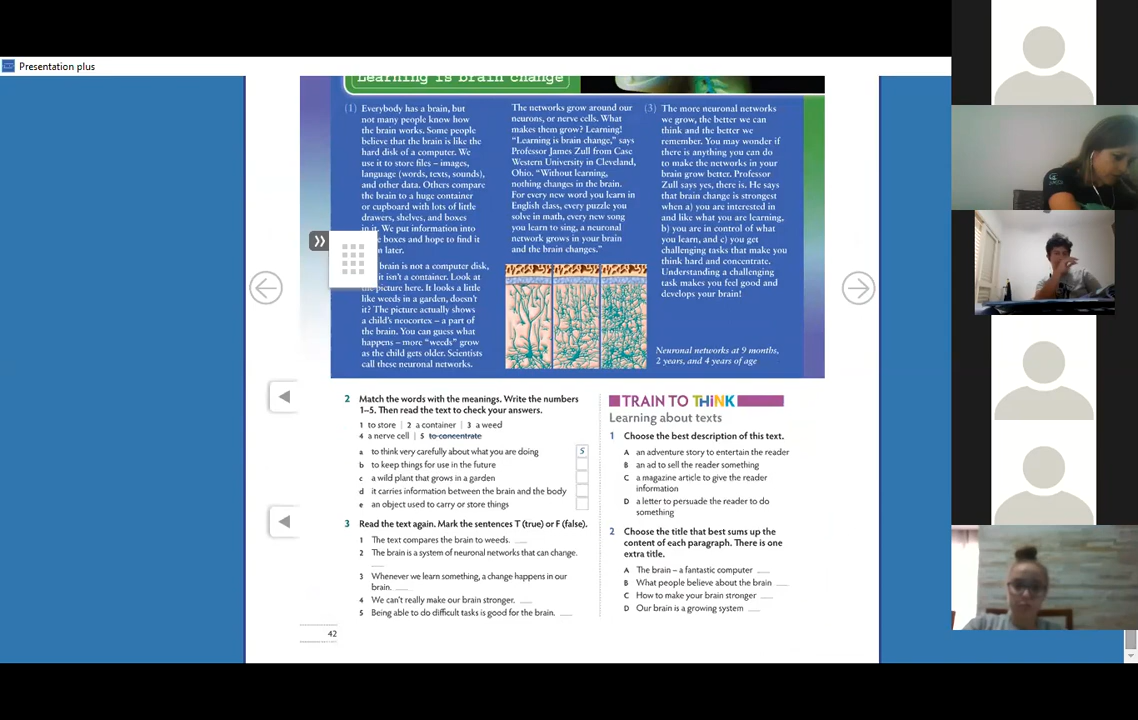 Presentation plus
Learning is brain change
(1) Everybody has a brain, but
not many people know how
the brain works. Some people
believe that the brain is like the
hard disk of a computer. We
use it to store files – images,
language (words, texts, sounds),
and other data. Others compare
the brain to a huge container
or cupboard with lots of little
drawers, shelves, and boxes
in it. We put information into
boxes and hope to find it
later.
brain is not a computer disk,
it isn't a container. Look at
picture here. It looks a little
like weeds in a garden, doesn't
it? The picture actually shows
a child's neocortex – a part of
the brain. You can guess what
happens – more “weeds” grow
as the child gets older. Scientists
call these neuronal networks.
The networks grow around our
neurons, or nerve cells. What
makes them grow? Learning!
“Learning is brain change,” says
Professor James Zull from Case
Western University in Cleveland,
Ohio. “Without learning,
nothing changes in the brain.
For every new word you learn in
English class, every puzzle you
solve in math, every new song
you learn to sing, a neuronal
network grows in your brain
and the brain changes.”
(3) The more neuronal networks
we grow, the better we can
think and the better we
remember. You may wonder if
there is anything you can do
to make the networks in your
brain grow better. Professor
Zull says yes, there is. He says
that brain change is strongest
when a) you are interested in
and like what you are learning,
b) you are in control of what
you learn, and c) you get
challenging tasks that make you
think hard and concentrate.
Understanding a challenging
task makes you feel good and
develops your brain!
Neuronal networks at 9 months,
2 years, and 4 years of age
2 Match the words with the meanings. Write the numbers
1–5. Then read the text to check your answers.
1 to store | 2 a container | 3 a weed
4 a nerve cell | 5 to concentrate
a to think very carefully about what you are doing 5
b to keep things for use in the future
c a wild plant that grows in a garden
d it carries information between the brain and the body
e an object used to carry or store things
3 Read the text again. Mark the sentences T (true) or F (false).
1 The text compares the brain to weeds.
2 The brain is a system of neuronal networks that can change.
3 Whenever we learn something, a change happens in our
brain.
4 We can't really make our brain stronger.
5 Being able to do difficult tasks is good for the brain.
42
TRAIN TO THiNK
Learning about texts
1 Choose the best description of this text.
A an adventure story to entertain the reader
B an ad to sell the reader something
C a magazine article to give the reader
information
D a letter to persuade the reader to do
something
2 Choose the title that best sums up the
content of each paragraph. There is one
extra title.
A The brain – a fantastic computer
B What people believe about the brain
C How to make your brain stronger
D Our brain is a growing system